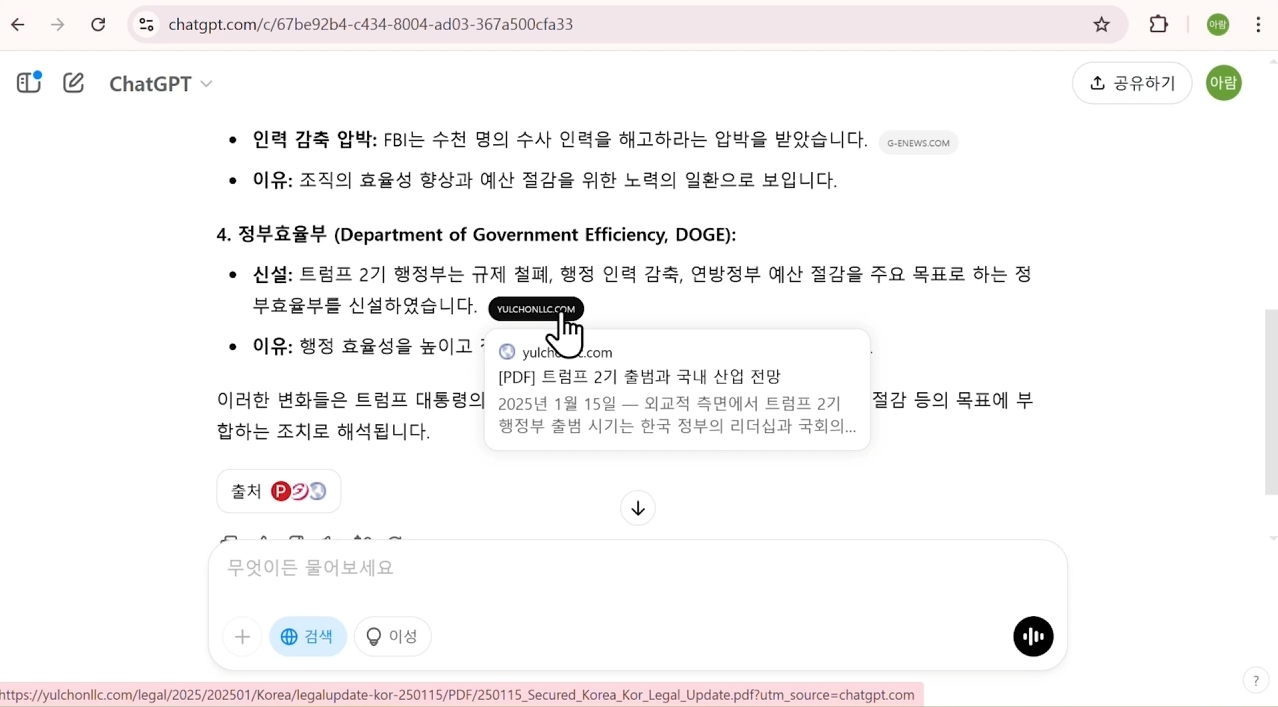 chatgpt.com/c/67be92b4-c434-8004-ad03-367a500cfa33
아람
ChatGPT
공유하기
아람
• 인력 감축 압박: FBI는 수천 명의 수사 인력을 해고하라는 압박을 받았습니다. G-ENEWS.COM
• 이유: 조직의 효율성 향상과 예산 절감을 위한 노력의 일환으로 보입니다.
4. 정부효율부 (Department of Government Efficiency, DOGE):
• 신설: 트럼프 2기 행정부는 규제 철폐, 행정 인력 감축, 연방정부 예산 절감을 주요 목표로 하는 정
부효율부를 신설하였습니다. YULCHONLLC.COM
• 이유: 행정 효율성을 높이고
yulchonllc.com
[PDF] 트럼프 2기 출범과 국내 산업 전망
2025년 1월 15일 — 외교적 측면에서 트럼프 2기
행정부 출범 시기는 한국 정부의 리더십과 국회의...
이러한 변화들은 트럼프 대통령의 절감 등의 목표에 부
합하는 조치로 해석됩니다.
출처
무엇이든 물어보세요
검색
이성
?
https://yulchonllc.com/legal/2025/202501/Korea/legalupdate-kor-250115/PDF/250115_Secured_Korea_Kor_Legal_Update.pdf?utm_source=chatgpt.com